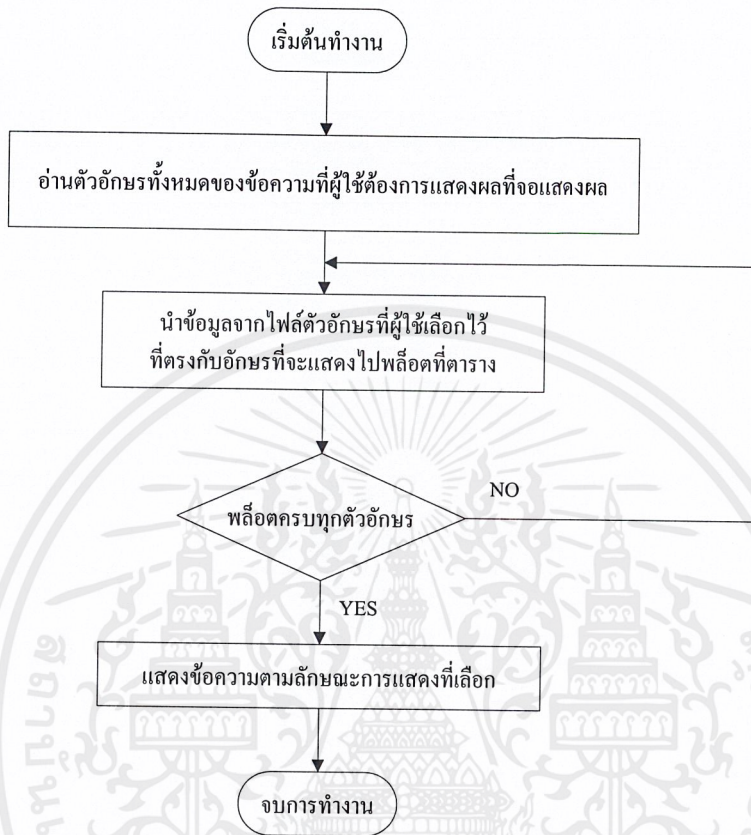 เริ่มต้นทำงาน
อ่านตัวอักษรทั้งหมดของข้อความที่ผู้ใช้ต้องการแสดงผลที่จอแสดงผล
นำข้อมูลจากไฟล์ตัวอักษรที่ผู้ใช้เลือกไว้
ที่ตรงกับอักษรที่จะแสดงไปพล็อตที่ตาราง
พล็อตครบทุกตัวอักษร
NO
YES
แสดงข้อความตามลักษณะการแสดงที่เลือก
จบการทำงาน